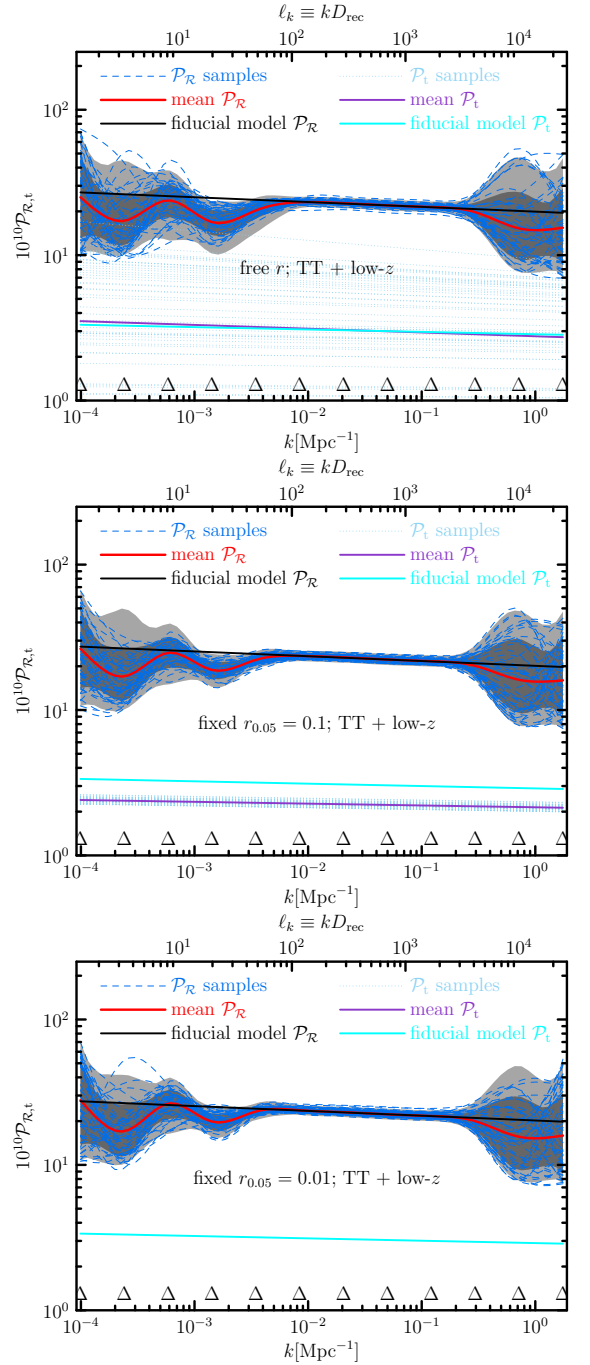 ℓ_k ≡ kD_rec
10^1 10^2 10^3 10^4
P_R samples P_t samples
mean P_R mean P_t
fiducial model P_R fiducial model P_t
10^2
10^10 P_R,t
10^1
free r; TT + low-z
Δ Δ Δ Δ Δ Δ Δ Δ Δ Δ Δ Δ
10^0
10^−4 10^−3 10^−2 10^−1 10^0
k[Mpc^−1]
ℓ_k ≡ kD_rec
10^1 10^2 10^3 10^4
P_R samples P_t samples
mean P_R mean P_t
fiducial model P_R fiducial model P_t
10^2
10^10 P_R,t
10^1
fixed r_0.05 = 0.1; TT + low-z
Δ Δ Δ Δ Δ Δ Δ Δ Δ Δ Δ Δ
10^0
10^−4 10^−3 10^−2 10^−1 10^0
k[Mpc^−1]
ℓ_k ≡ kD_rec
10^1 10^2 10^3 10^4
P_R samples P_t samples
mean P_R mean P_t
fiducial model P_R fiducial model P_t
10^2
10^10 P_R,t
10^1
fixed r_0.05 = 0.01; TT + low-z
Δ Δ Δ Δ Δ Δ Δ Δ Δ Δ Δ Δ
10^0
10^−4 10^−3 10^−2 10^−1 10^0
k[Mpc^−1]